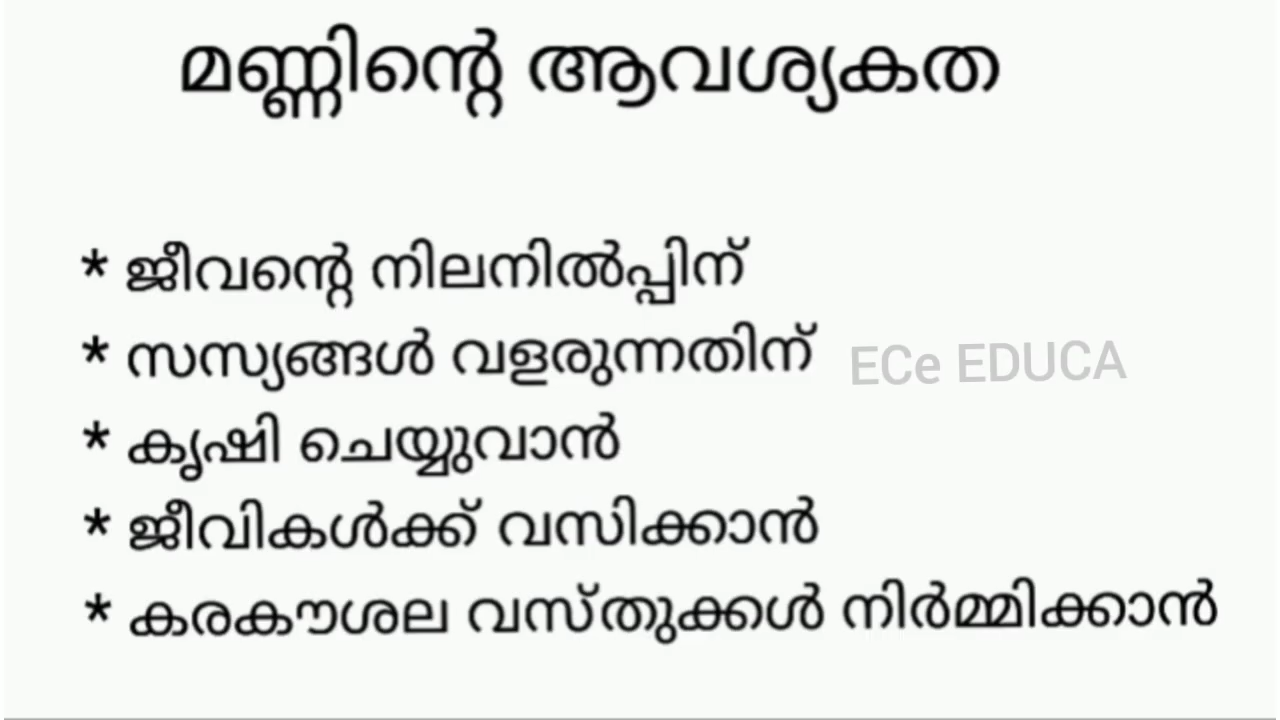 മണ്ണിന്റെ ആവശ്യകത
* ജീവന്റെ നിലനിൽപ്പിന്
* സസ്യങ്ങൾ വളരുന്നതിന്
ECe EDUCA
* കൃഷി ചെയ്യുവാൻ
* ജീവികൾക്ക് വസിക്കാൻ
* കരകൗശല വസ്തുക്കൾ നിർമ്മിക്കാൻ